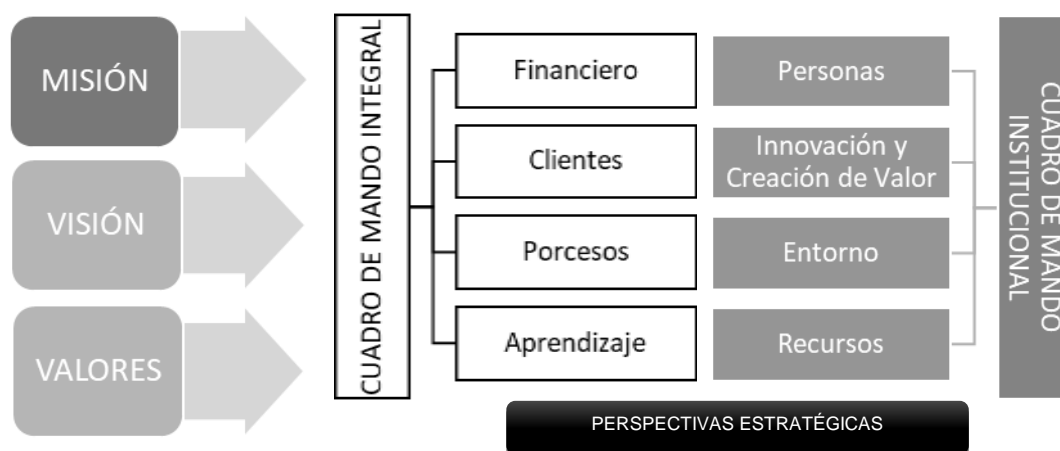 MISIÓN
VISIÓN
VALORES
CUADRO DE MANDO INTEGRAL
Financiero
Clientes
Porcesos
Aprendizaje
Personas
Innovación y
Creación de Valor
Entorno
Recursos
CUADRO DE MANDO
INSTITUCIONAL
PERSPECTIVAS ESTRATÉGICAS